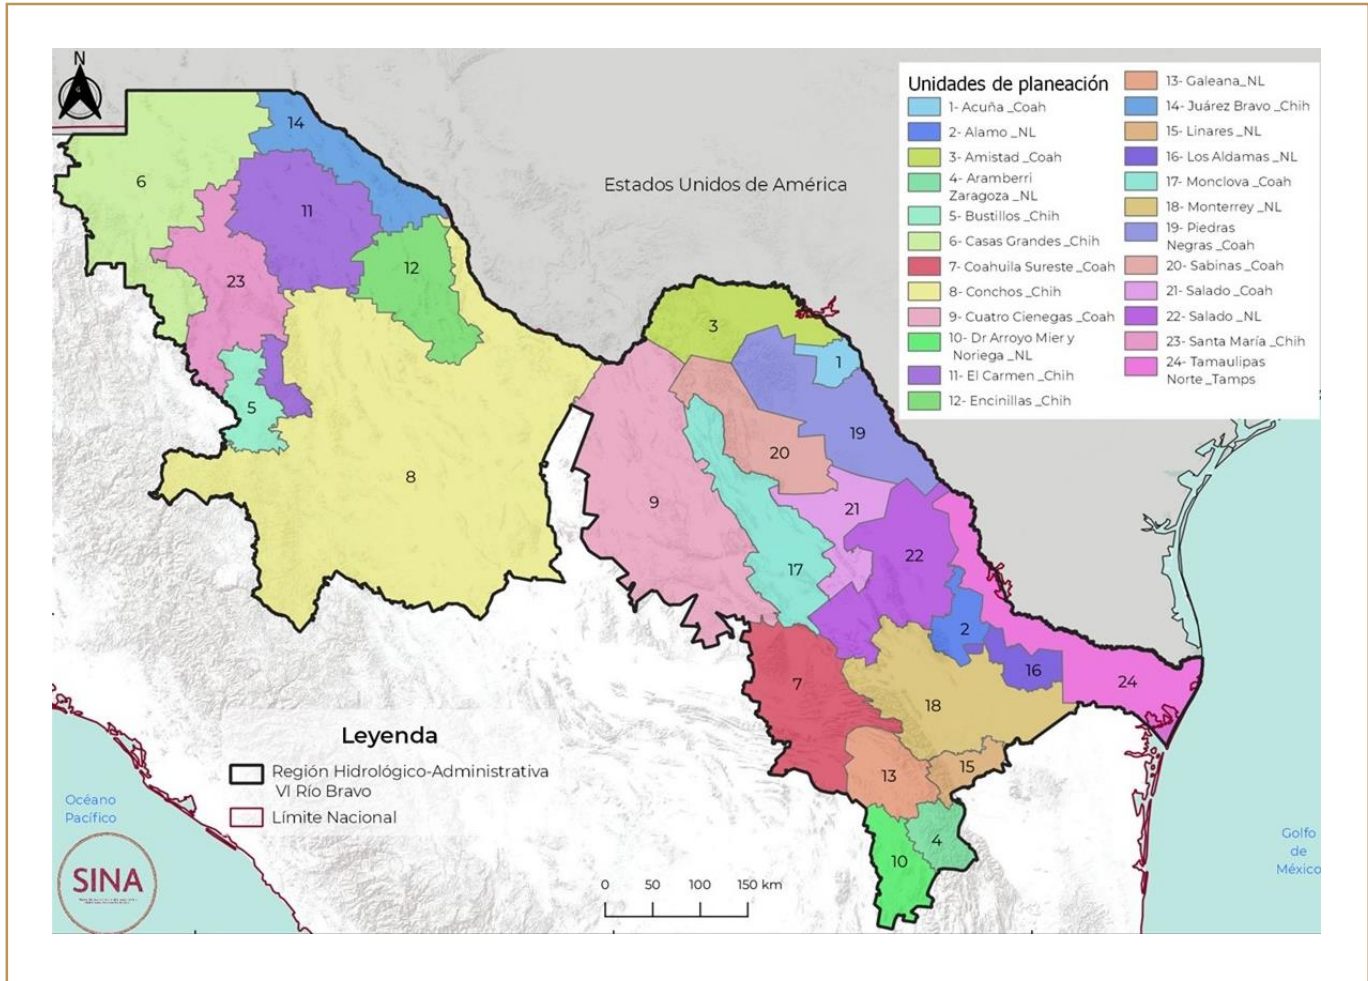 N
Estados Unidos de América
Unidades de planeación
1- Acuña _Coah
2- Alamo _NL
3- Amistad _Coah
4- Aramberri
Zaragoza _NL
5- Bustillos _Chih
6- Casas Grandes _Chih
7- Coahuila Sureste _Coah
8- Conchos _Chih
9- Cuatro Cienegas _Coah
10- Dr Arroyo Mier y
Noriega _NL
11- El Carmen _Chih
12- Encinillas _Chih
13- Galeana_NL
14- Juárez Bravo _Chih
15- Linares _NL
16- Los Aldamas _NL
17- Monclova _Coah
18- Monterrey _NL
19- Piedras
Negras _Coah
20- Sabinas _Coah
21- Salado _Coah
22- Salado _NL
23- Santa María _Chih
24- Tamaulipas
Norte _Tamps
14
6
11
12
23
5
8
3
1
19
20
9
21
22
17
2
16
24
7
18
15
13
4
10
Leyenda
Región Hidrológico-Administrativa
VI Río Bravo
Límite Nacional
Océano
Pacífico
SINA
0 50 100 150 km
Golfo
de
México